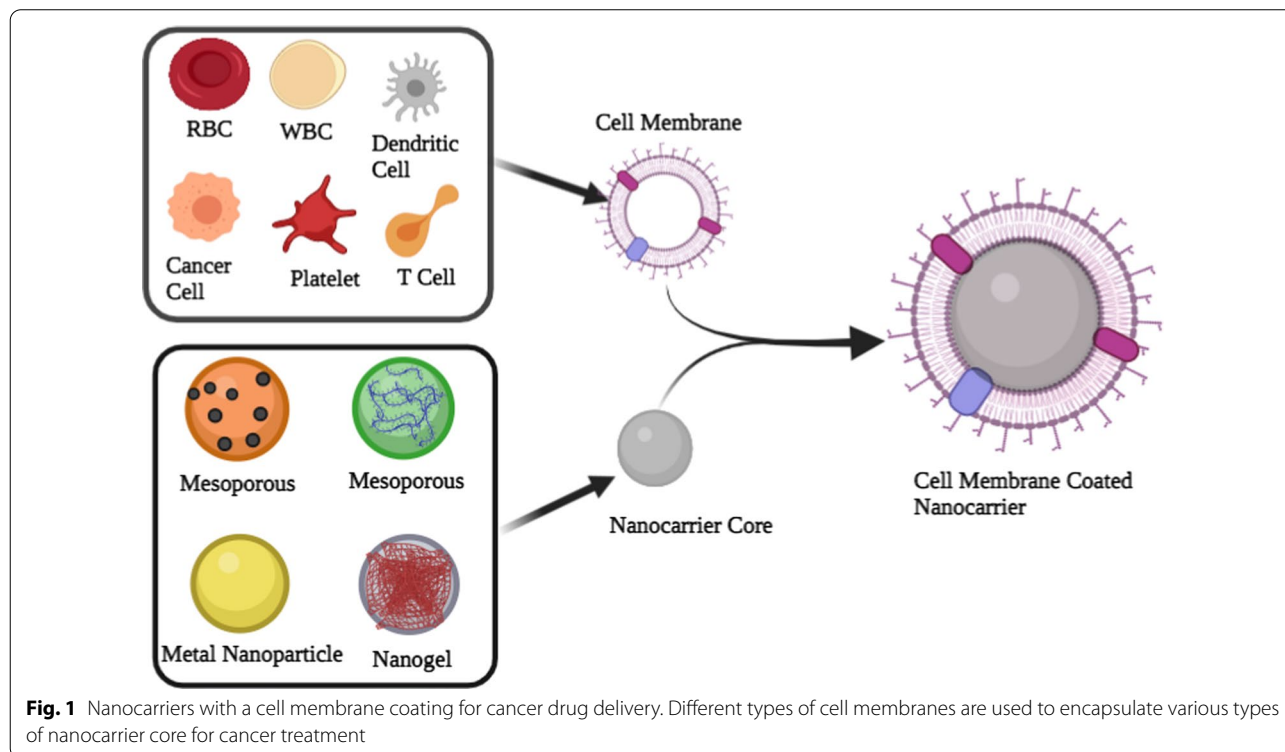 RBC
WBC
Dendritic
Cell
Cancer
Cell
Platelet
T Cell
Cell Membrane
Mesoporous
Mesoporous
Metal Nanoparticle
Nanogel
Nanocarrier Core
Cell Membrane Coated
Nanocarrier
Fig. 1 Nanocarriers with a cell membrane coating for cancer drug delivery. Different types of cell membranes are used to encapsulate various types
of nanocarrier core for cancer treatment